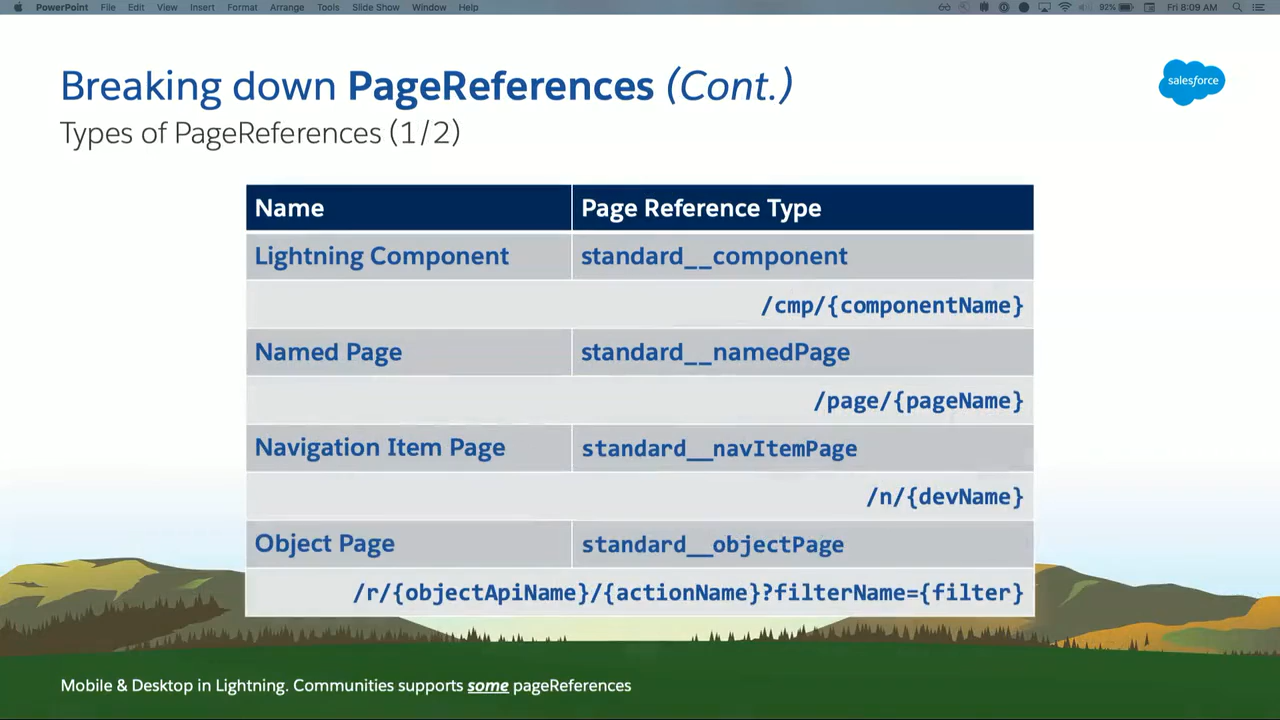 PowerPoint File Edit View Insert Format Arrange Tools Slide Show Window Help 92% Fri 8:09 AM
Breaking down PageReferences (Cont.)
salesforce
Types of PageReferences (1/2)
Name Page Reference Type
Lightning Component standard__component
/cmp/{componentName}
Named Page standard__namedPage
/page/{pageName}
Navigation Item Page standard__navItemPage
/n/{devName}
Object Page standard__objectPage
/r/{objectApiName}/{actionName}?filterName={filter}
Mobile & Desktop in Lightning. Communities supports some pageReferences